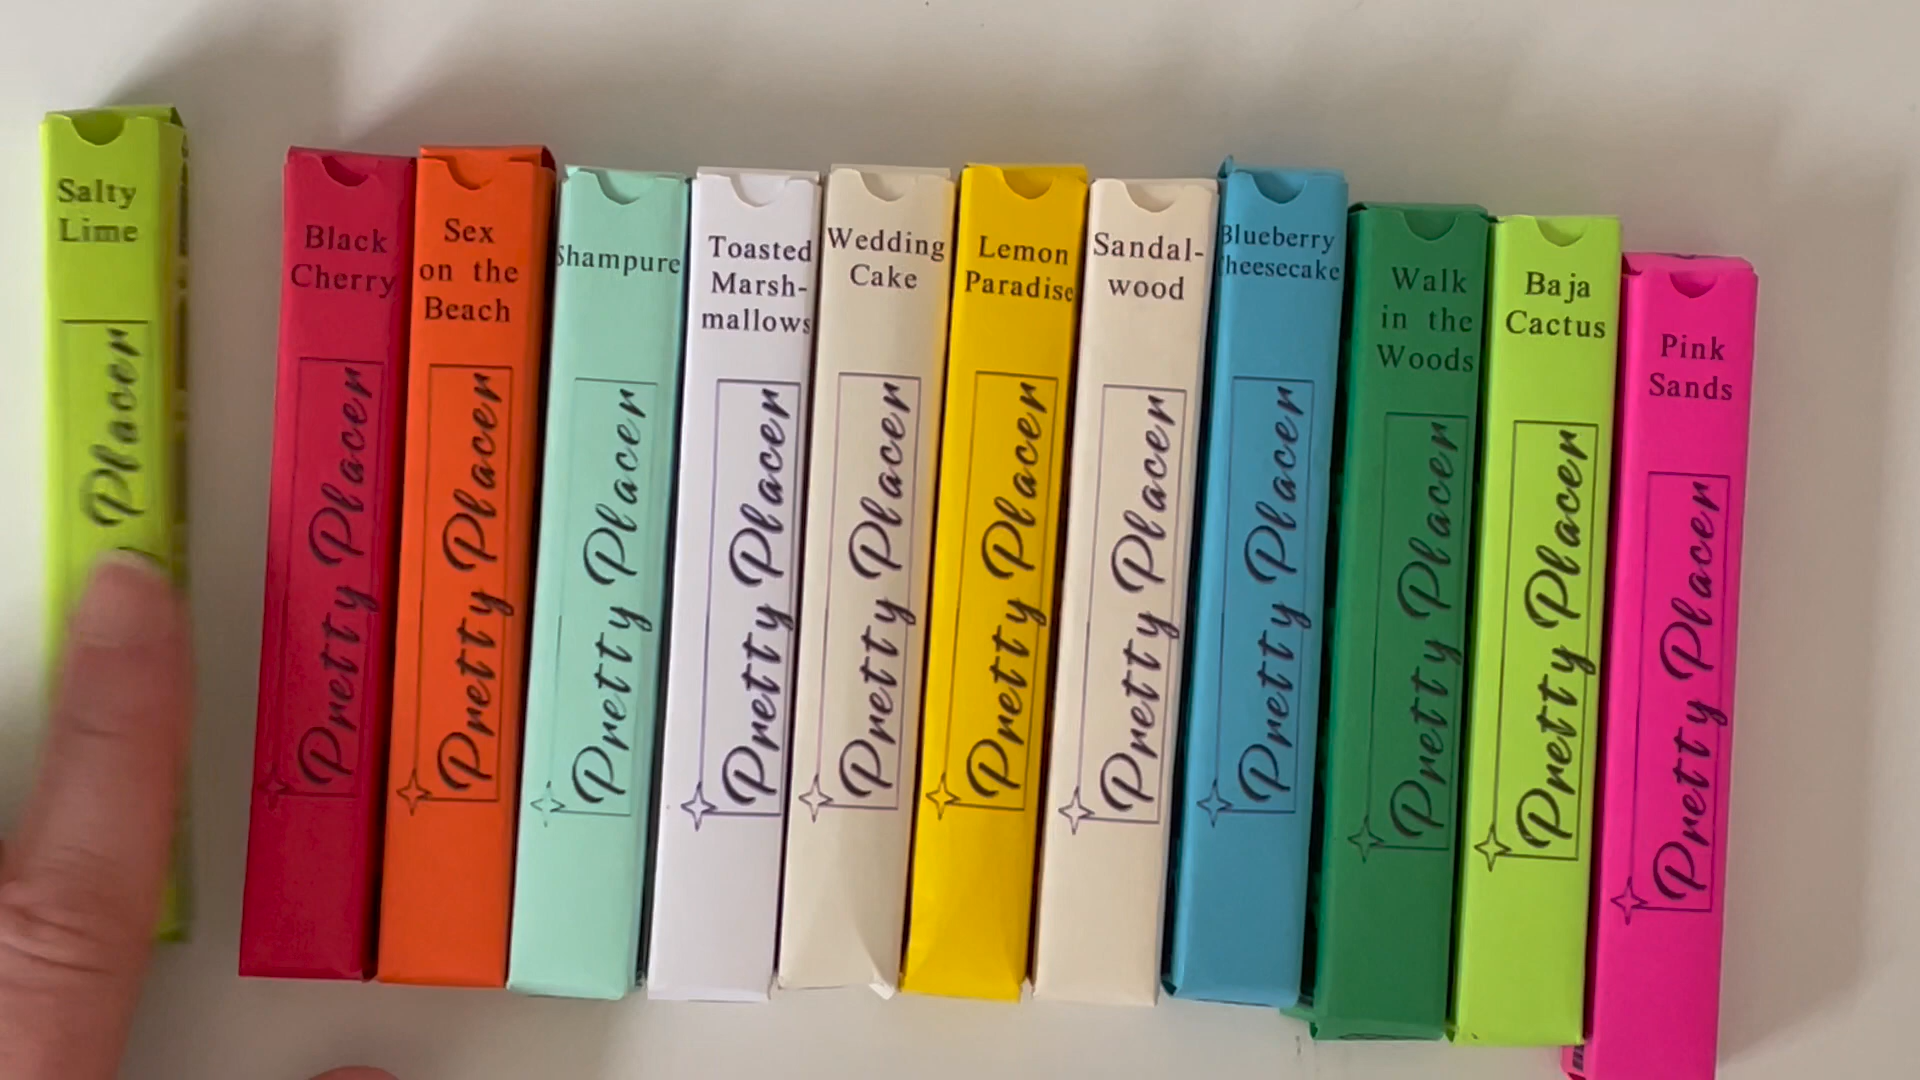 Salty
Lime
Placer
Black
Cherry
Pretty Placer
Sex
on the
Beach
Pretty Placer
Shampure
Pretty Placer
Toasted
Marsh-
mallows
Pretty Placer
Wedding
Cake
Pretty Placer
Lemon
Paradise
Pretty Placer
Sandal-
wood
Pretty Placer
Blueberry
Cheesecake
Pretty Placer
Walk
in the
Woods
Pretty Placer
Baja
Cactus
Pretty Placer
Pink
Sands
Pretty Placer